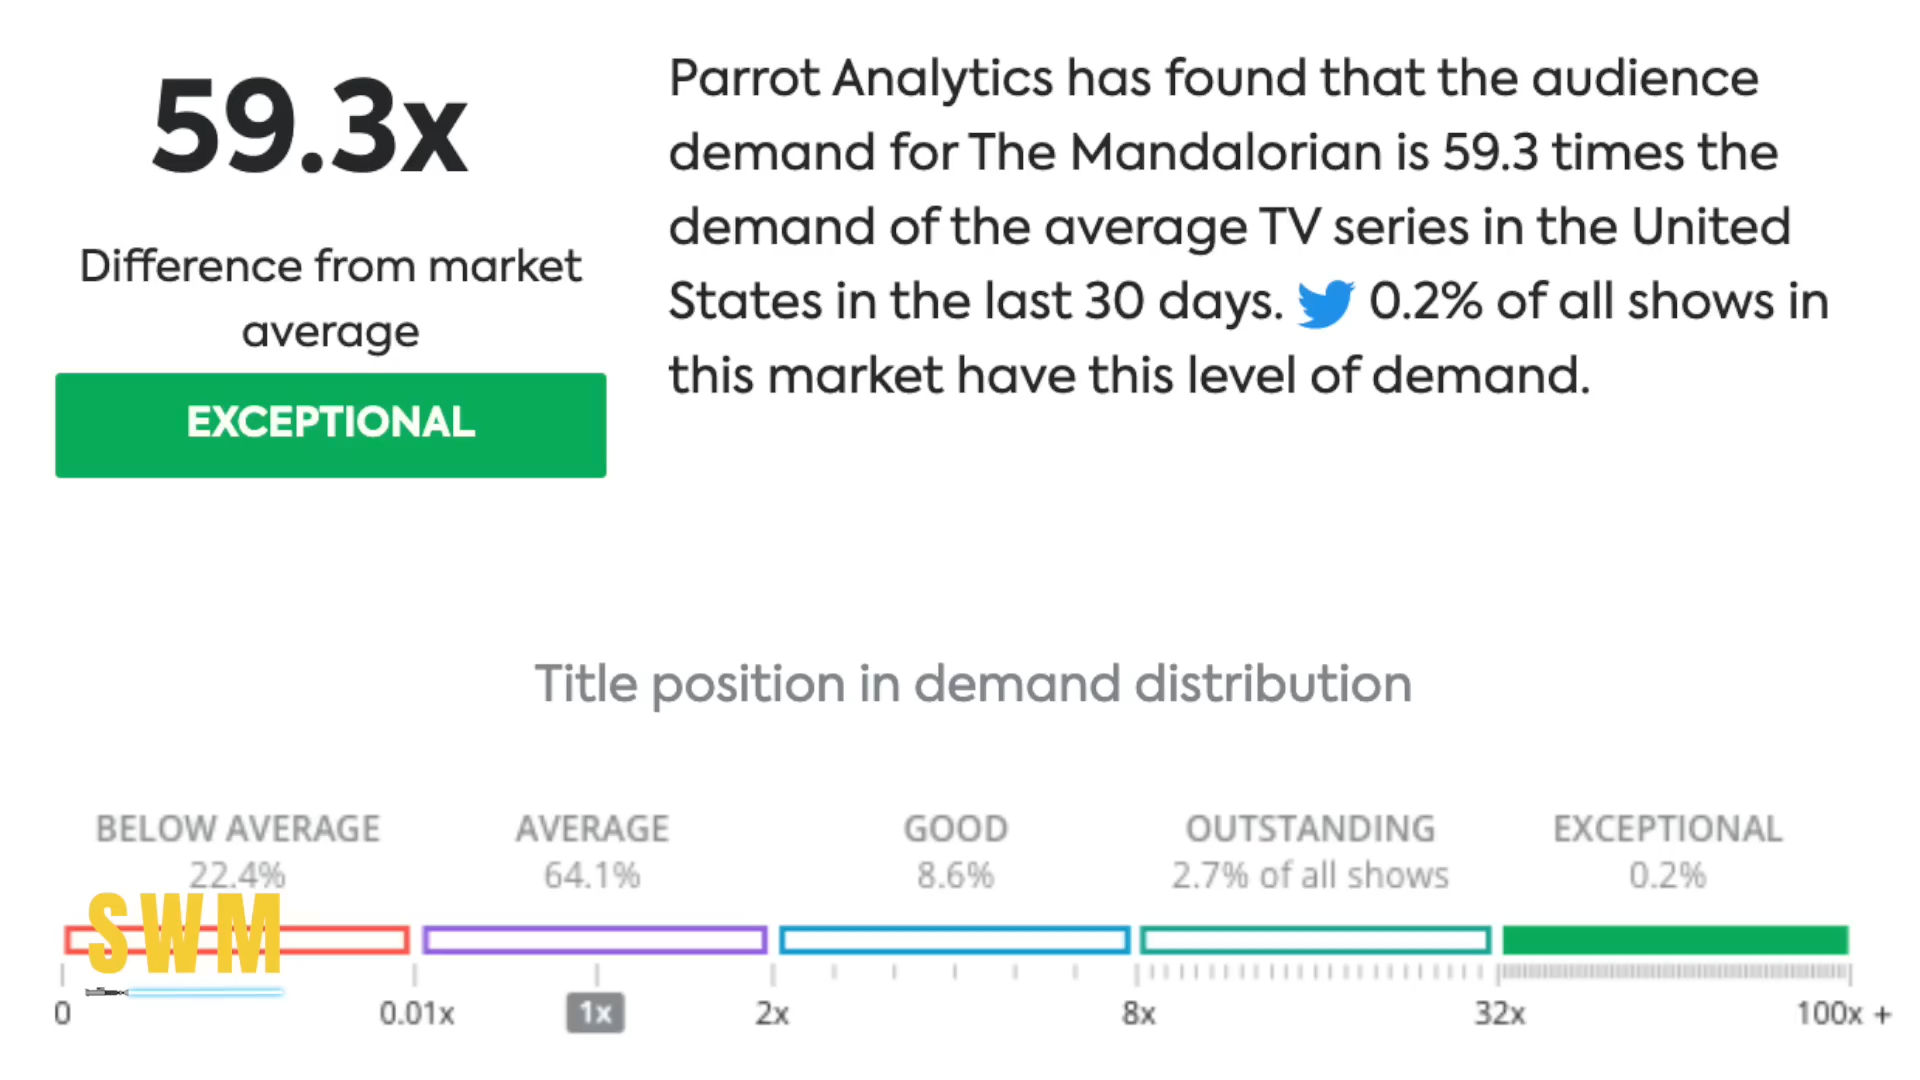 59.3x
Difference from market
average
EXCEPTIONAL
Parrot Analytics has found that the audience
demand for The Mandalorian is 59.3 times the
demand of the average TV series in the United
States in the last 30 days. 0.2% of all shows in
this market have this level of demand.
Title position in demand distribution
BELOW AVERAGE AVERAGE GOOD OUTSTANDING EXCEPTIONAL
22.4% 64.1% 8.6% 2.7% of all shows 0.2%
SWM
0 0.01x 1x 2x 8x 32x 100x +